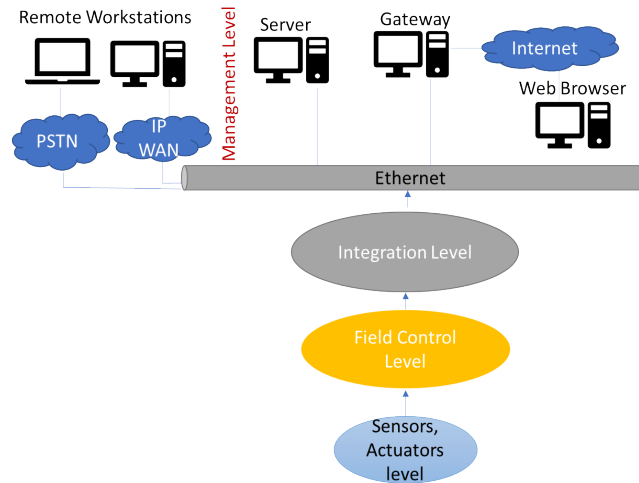 Remote Workstations
Management Level
Server
Gateway
Internet
Web Browser
PSTN
IP
WAN
Ethernet
Integration Level
Field Control
Level
Sensors,
Actuators
level